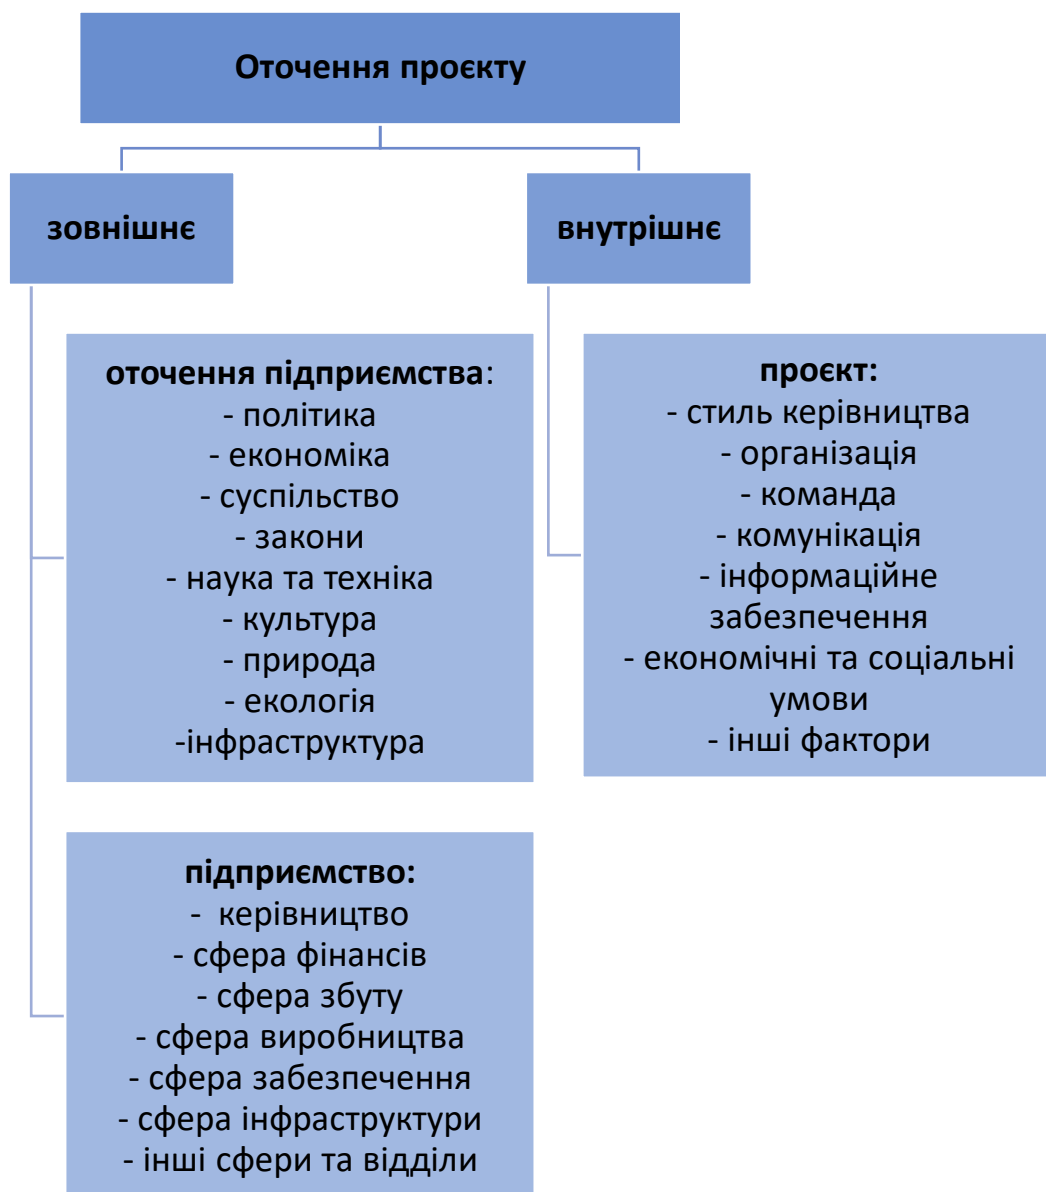 Оточення проєкту
зовнішнє
внутрішнє
оточення підприємства:
- політика
- економіка
- суспільство
- закони
- наука та техніка
- культура
- природа
- екологія
-інфраструктура
проєкт:
- стиль керівництва
- організація
- команда
- комунікація
- інформаційне
забезпечення
- економічні та соціальні
умови
- інші фактори
підприємство:
- керівництво
- сфера фінансів
- сфера збуту
- сфера виробництва
- сфера забезпечення
- сфера інфраструктури
- інші сфери та відділи